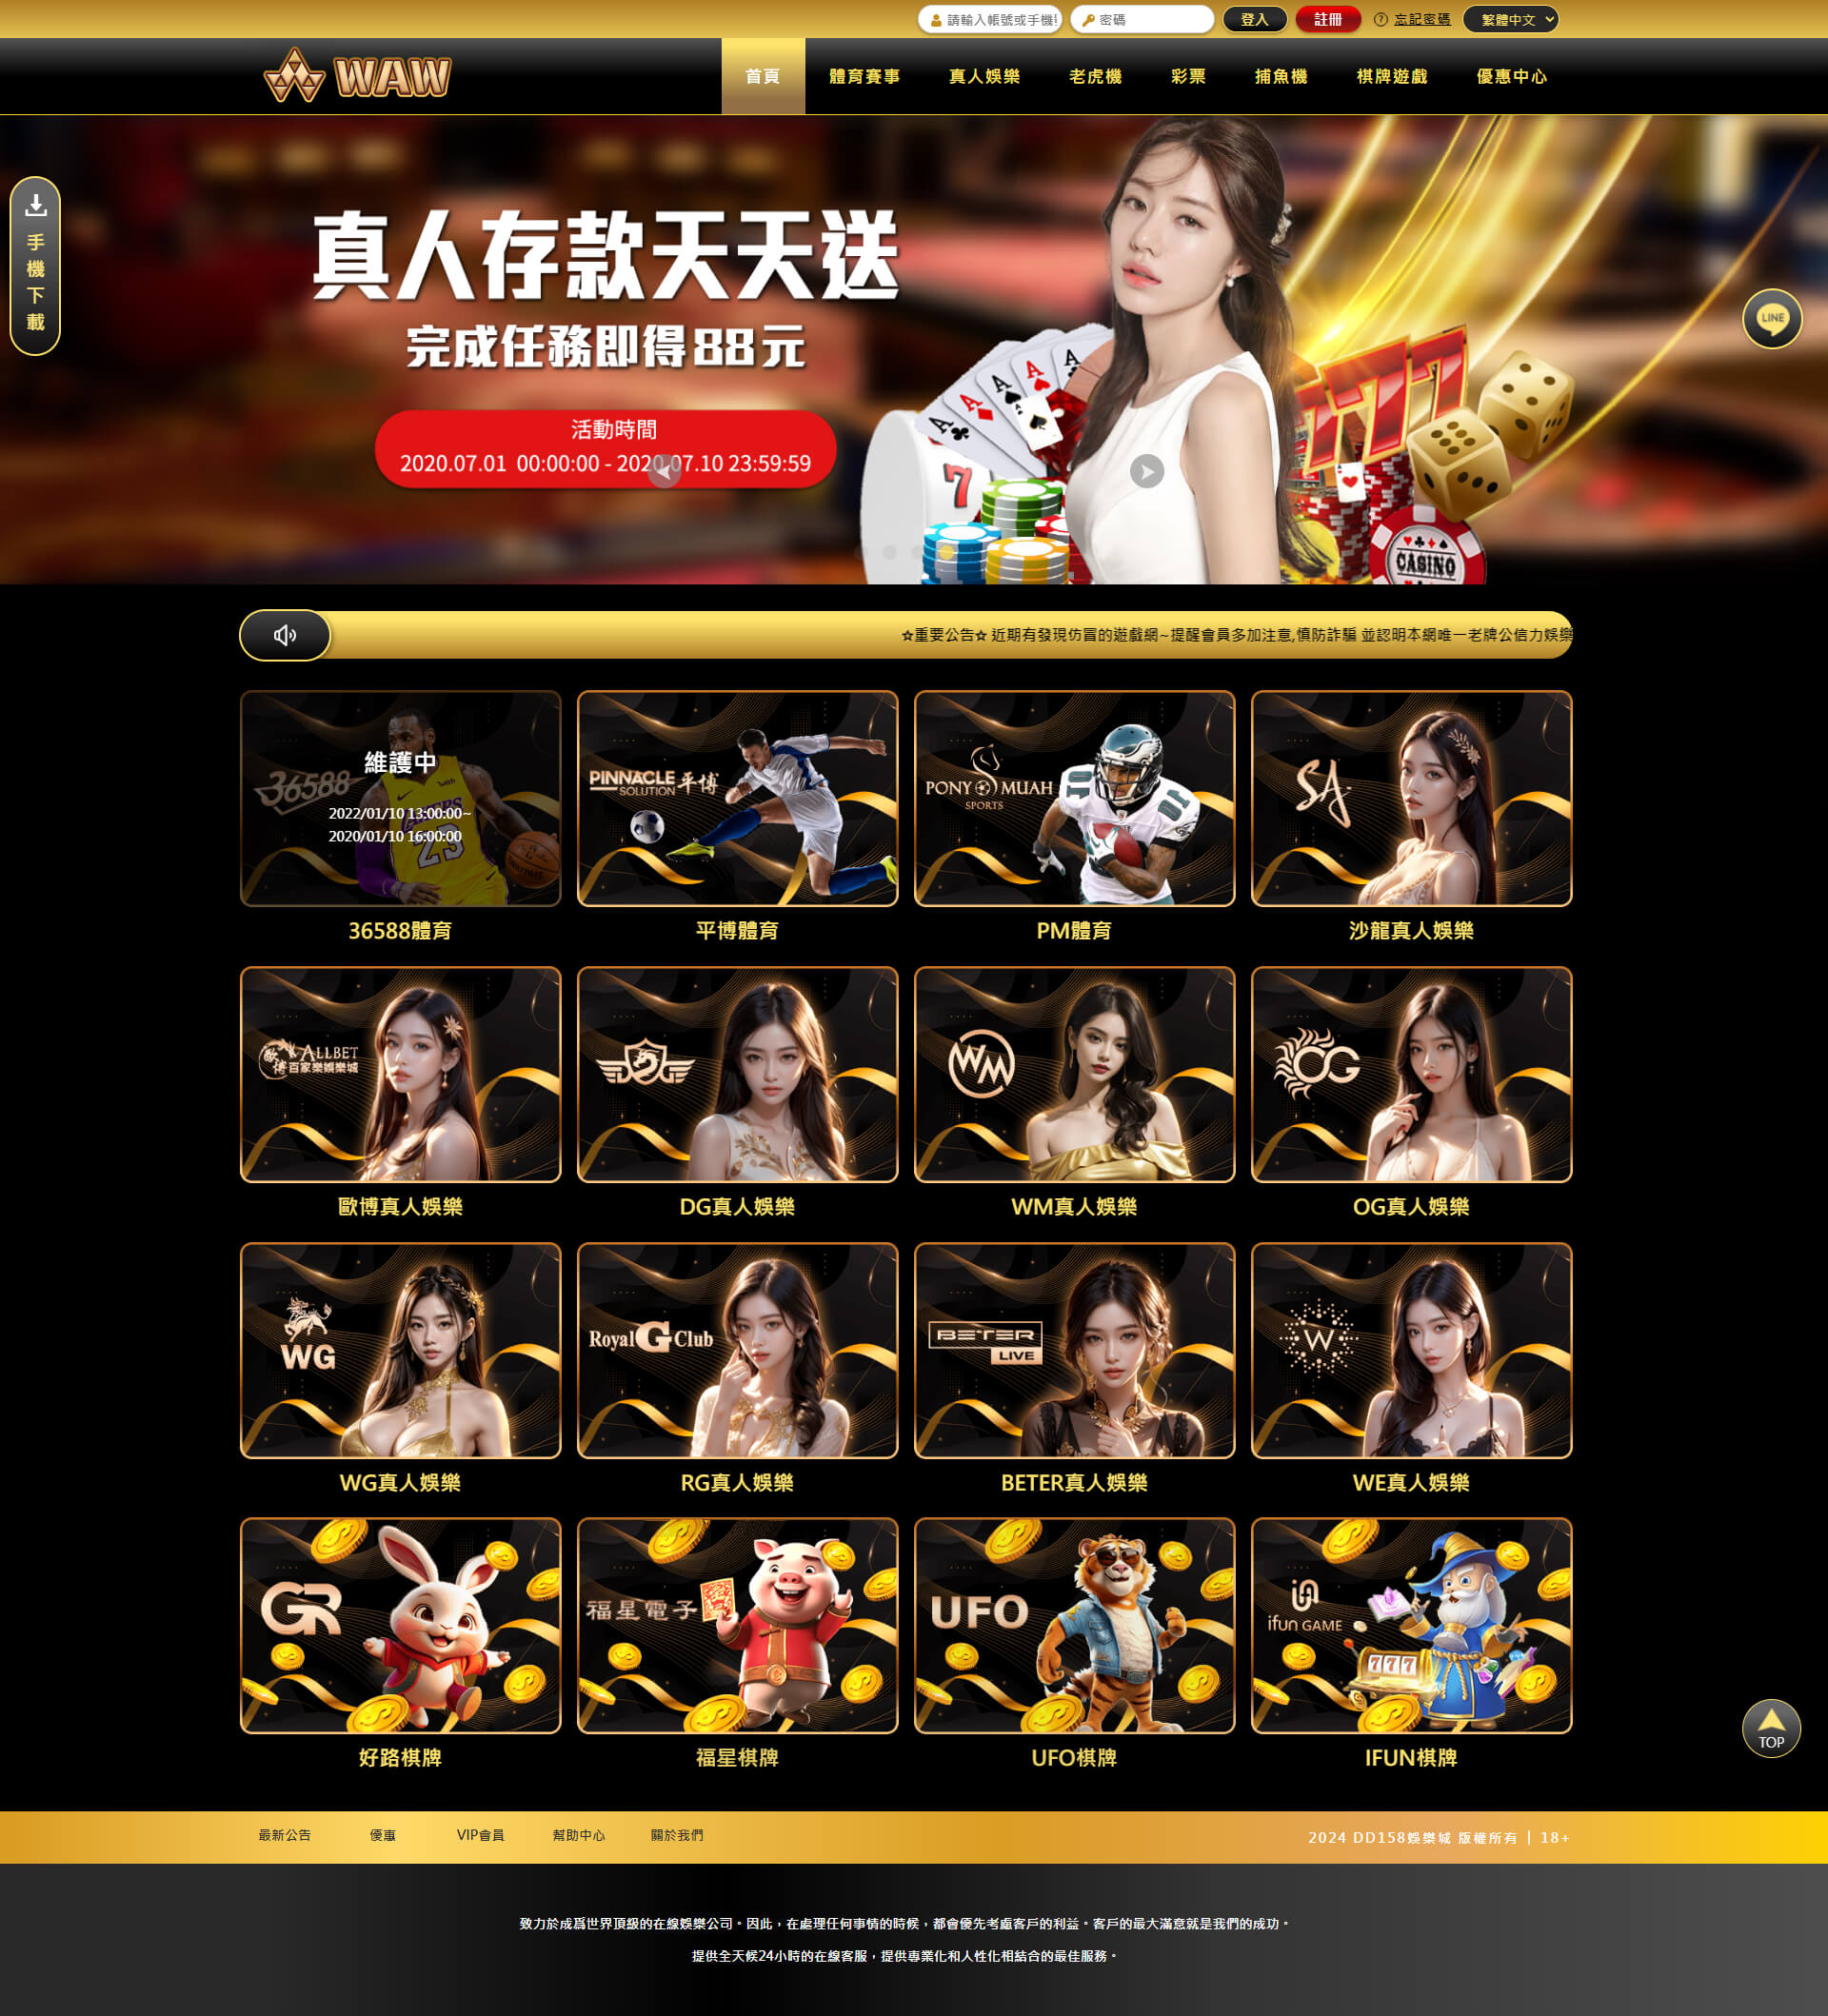 請輸入帳號或手機!
密碼
登入
註冊
忘記密碼
繁體中文
WAW
首頁
體育賽事
真人娛樂
老虎機
彩票
捕魚機
棋牌遊戲
優惠中心
手機下載
LINE
真人存款天天送
完成任務即得88元
活動時間
2020.07.01 00:00:00 - 2020.07.10 23:59:59
7
777
CASINO
☆重要公告☆ 近期有發現仿冒的遊戲網~提醒會員多加注意,慎防詐騙 並認明本網唯一老牌公信力娛樂
36588
維護中
2022/01/10 13:00:00~
2020/01/10 16:00:00
23
PINNACLE 平博
SOLUTION
PONY MUAH
SPORTS
SA
36588體育
平博體育
PM體育
沙龍真人娛樂
歐博 ALLBET
百家樂娛樂城
DG
WM
OG
歐博真人娛樂
DG真人娛樂
WM真人娛樂
OG真人娛樂
WG
Royal G Club
BETER
LIVE
W
WG真人娛樂
RG真人娛樂
BETER真人娛樂
WE真人娛樂
GR
福星電子
UFO
ifun GAME
777
好路棋牌
福星棋牌
UFO棋牌
IFUN棋牌
TOP
最新公告
優惠
VIP會員
幫助中心
關於我們
2024 DD158娛樂城 版權所有 | 18+
致力於成爲世界頂級的在線娛樂公司。因此，在處理任何事情的時候，都會優先考慮客戶的利益。客戶的最大滿意就是我們的成功。
提供全天候24小時的在線客服，提供專業化和人性化相結合的最佳服務。